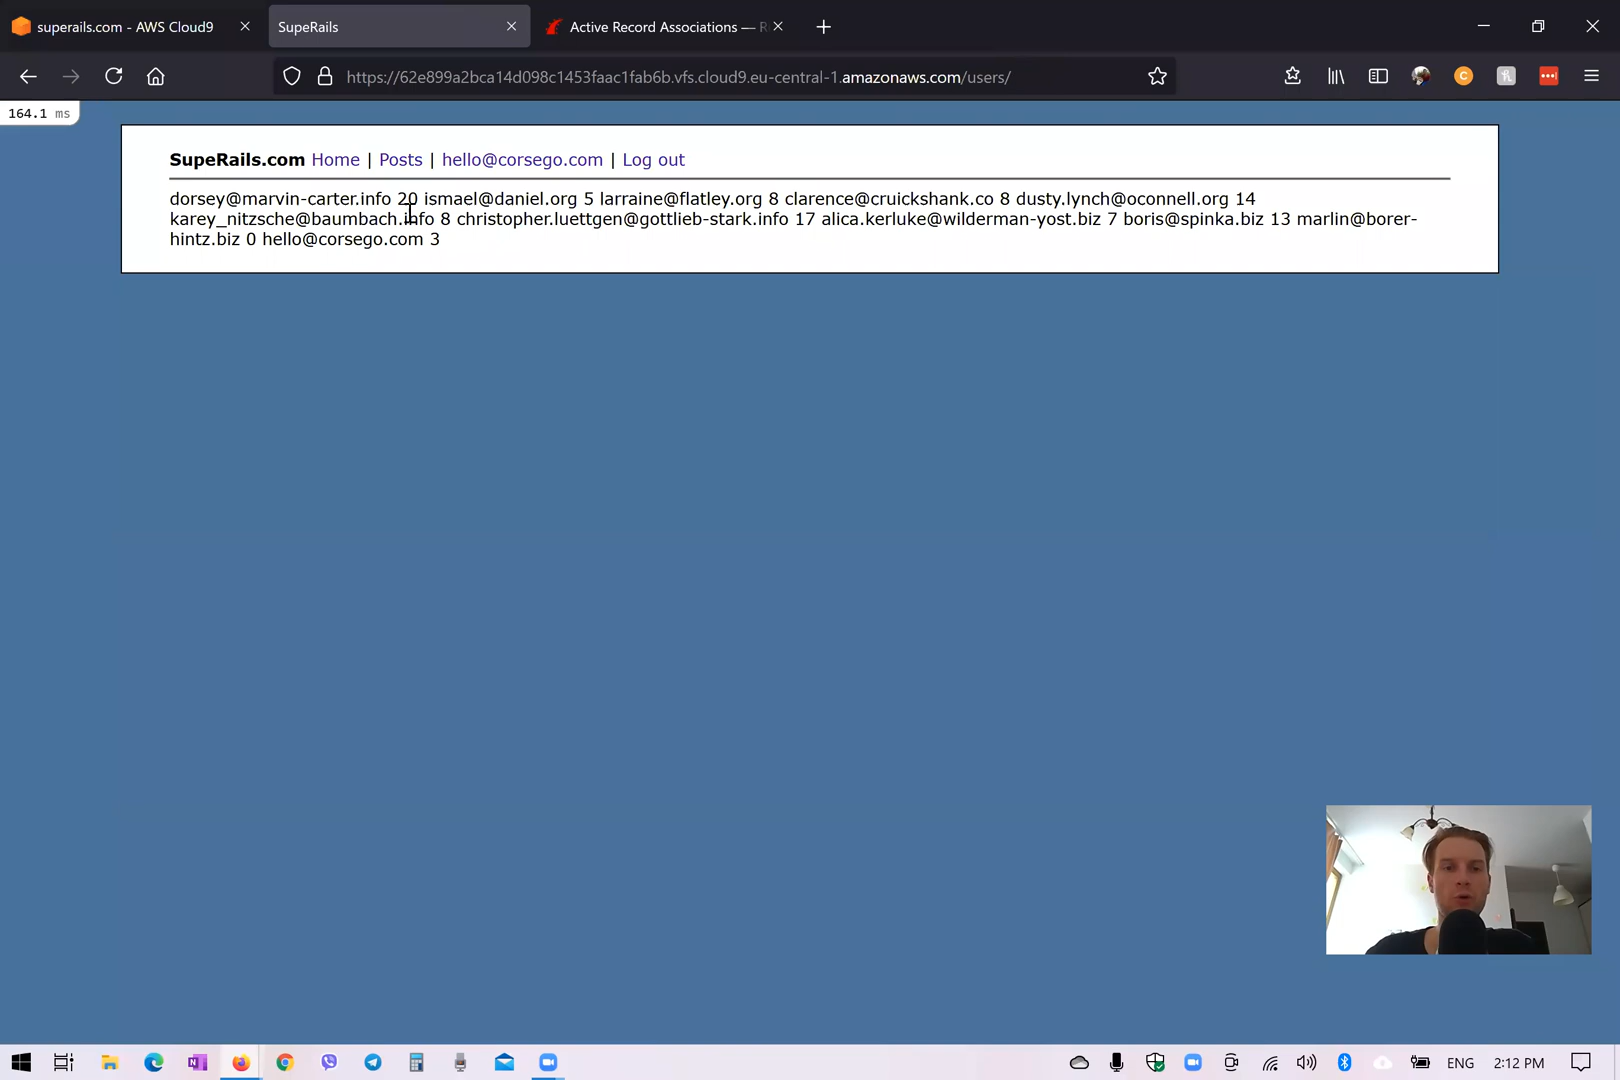 superails.com - AWS Cloud9
SupeRails
Active Record Associations — R
https://62e899a2bca14d098c1453faac1fab6b.vfs.cloud9.eu-central-1.amazonaws.com/users/
164.1 ms
SupeRails.com Home | Posts | hello@corsego.com | Log out
dorsey@marvin-carter.info 20 ismael@daniel.org 5 larraine@flatley.org 8 clarence@cruickshank.co 8 dusty.lynch@oconnell.org 14
karey_nitzsche@baumbach.info 8 christopher.luettgen@gottlieb-stark.info 17 alica.kerluke@wilderman-yost.biz 7 boris@spinka.biz 13 marlin@borer-
hintz.biz 0 hello@corsego.com 3
ENG 2:12 PM